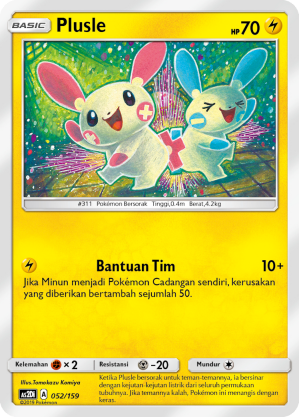 BASIC Plusle HP70
#311 Pokémon Bersorak Tinggi,0.4m Berat,4.2kg
Bantuan Tim 10+
Jika Minun menjadi Pokémon Cadangan sendiri, kerusakan
yang diberikan bertambah sejumlah 50.
Kelemahan ×2 Resistansi -20 Mundur
Illus.Tomokazu Komiya
AS2D I A 052/159
©2019 Pokémon
Ketika Plusle bersorak untuk teman-temannya, ia bersinar
dengan kejutan-kejutan listrik dari seluruh permukaan
tubuhnya. Jika temannya kalah, Pokémon ini menangis dengan
keras.